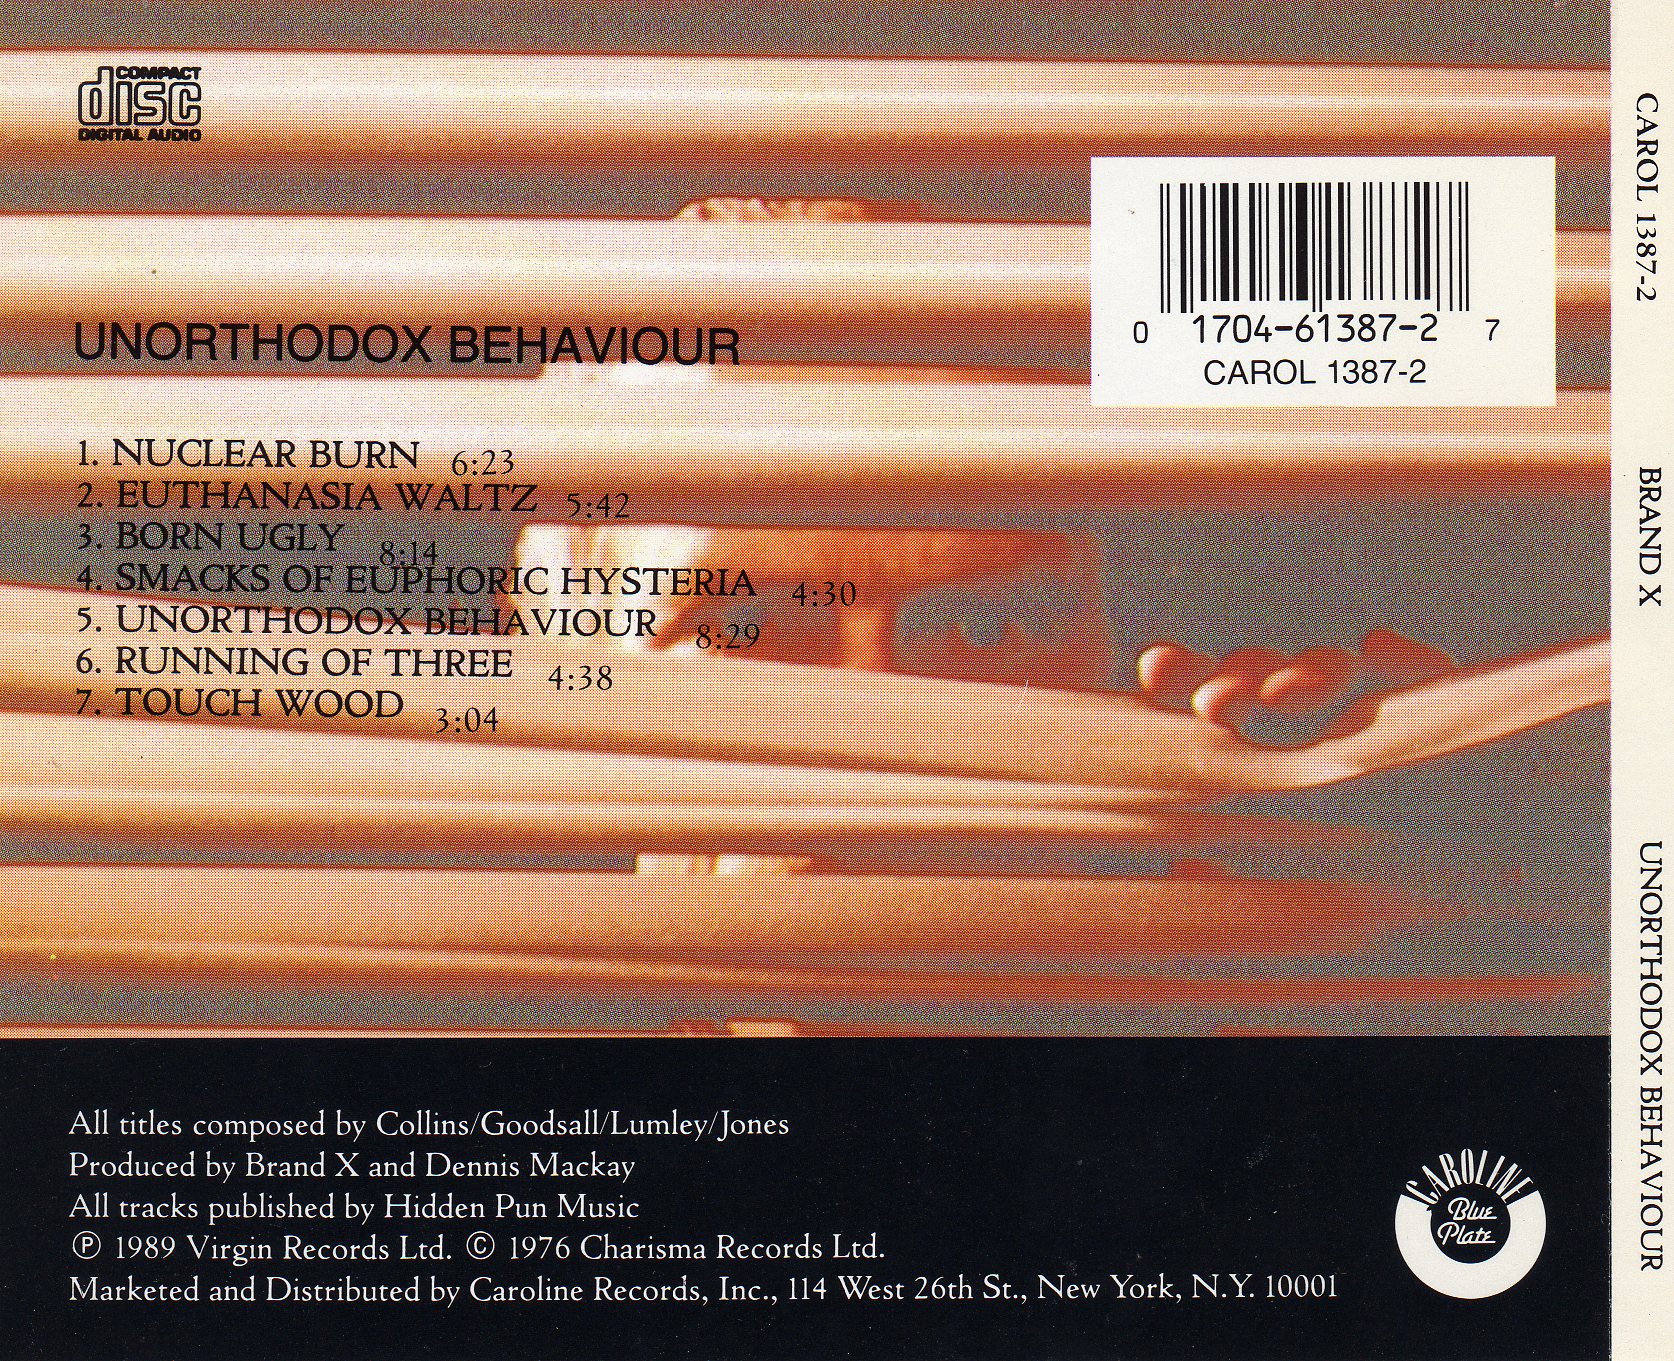 COMPACT
disc
DIGITAL AUDIO
0 1704-61387-2 7
CAROL 1387-2
UNORTHODOX BEHAVIOUR
1. NUCLEAR BURN 6:23
2. EUTHANASIA WALTZ 5:42
3. BORN UGLY 8:14
4. SMACKS OF EUPHORIC HYSTERIA 4:30
5. UNORTHODOX BEHAVIOUR 8:29
6. RUNNING OF THREE 4:38
7. TOUCH WOOD 3:04
All titles composed by Collins/Goodsall/Lumley/Jones
Produced by Brand X and Dennis Mackay
All tracks published by Hidden Pun Music
Ⓟ 1989 Virgin Records Ltd. © 1976 Charisma Records Ltd.
Marketed and Distributed by Caroline Records, Inc., 114 West 26th St., New York, N.Y. 10001
CAROLINE
Blue
Plate
CAROL 1387-2 BRAND X UNORTHODOX BEHAVIOUR